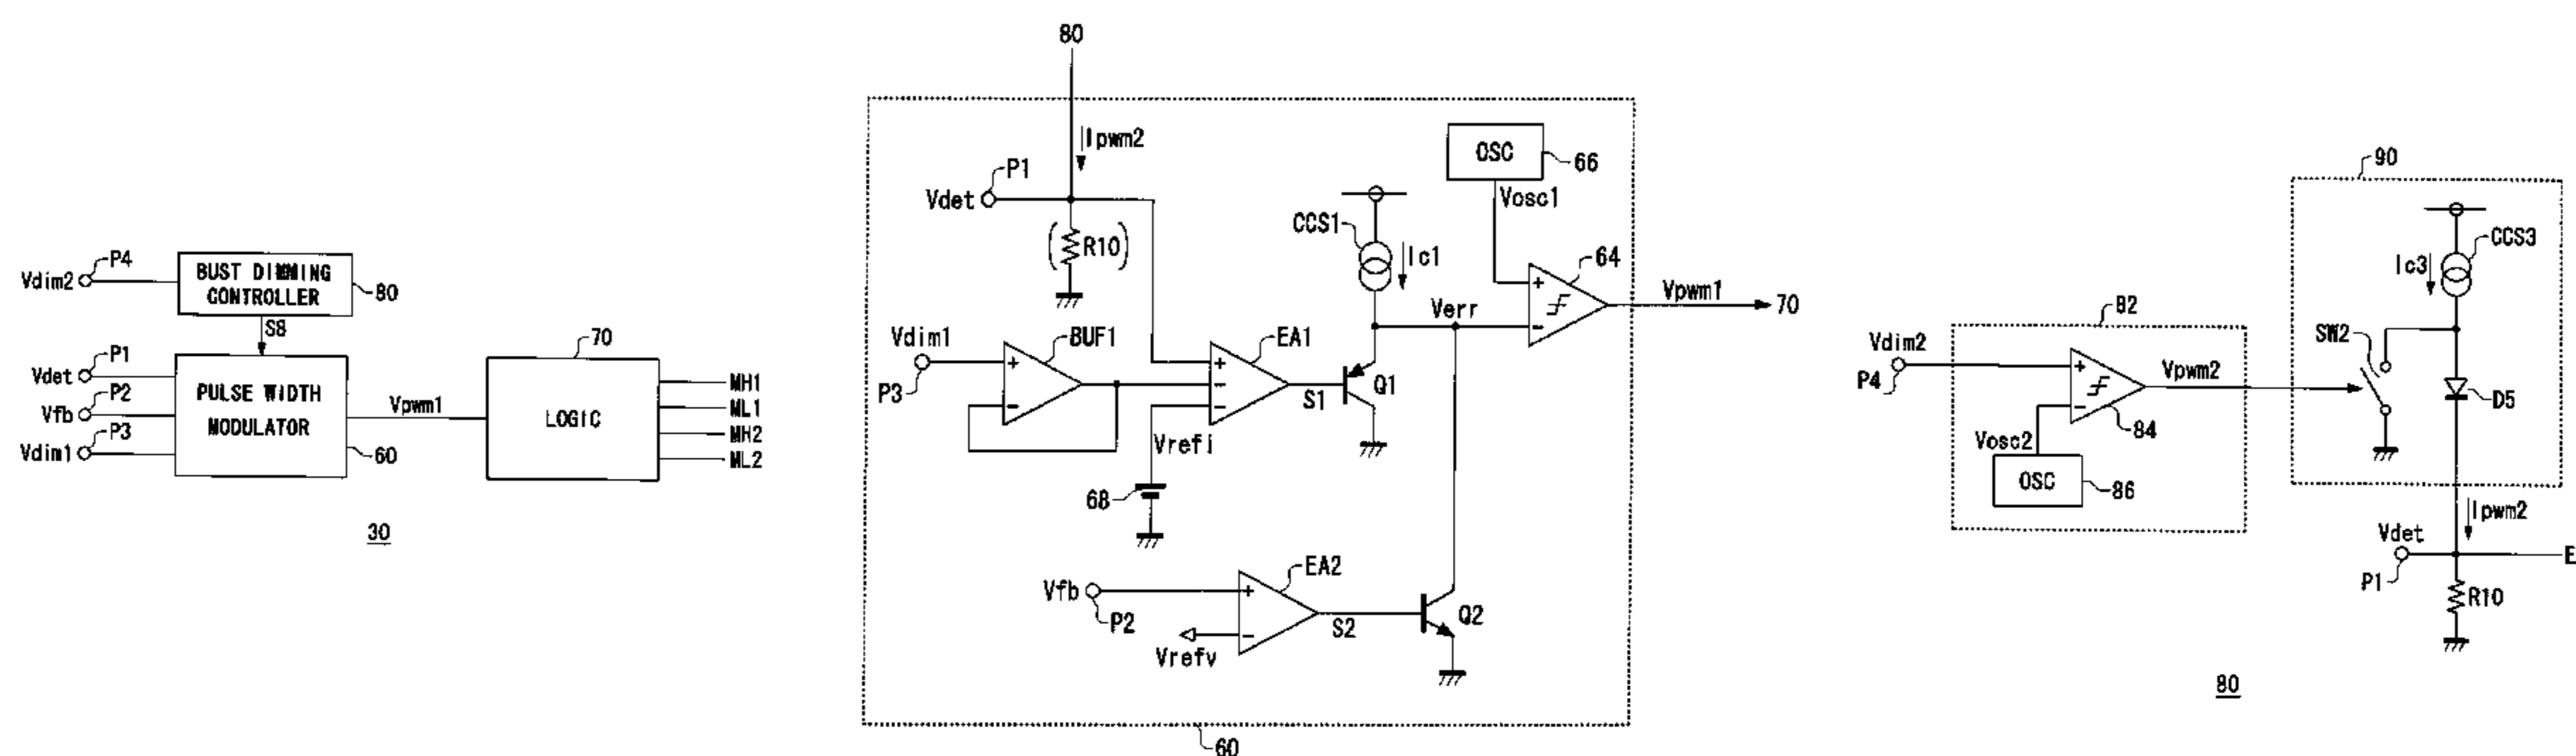 Vdim2
P4
BUST DIMMING
CONTROLLER
80
S8
P1
Vdet
P2
Vfb
P3
Vdim1
PULSE WIDTH
MODULATOR
60
Vpwm1
70
LOGIC
MH1
ML1
MH2
ML2
30
80
Ipwm2
P1
Vdet
(R10)
Vdim1
P3
BUF1
EA1
S1
Q1
Vrefi
68
CCS1
Ic1
Verr
OSC
66
Vosc1
64
Vpwm1
70
Vfb
P2
EA2
Vrefv
S2
Q2
60
Vdim2
P4
82
84
Vosc2
OSC
86
Vpwm2
90
SW2
Ic3
CCS3
D5
Ipwm2
Vdet
P1
E
R10
80